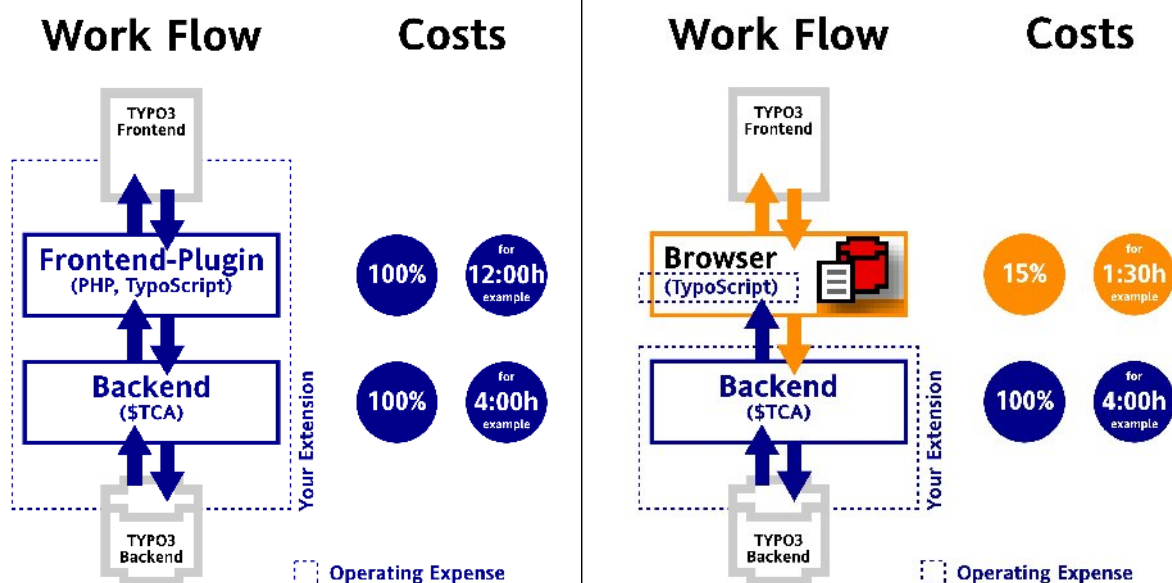 Work Flow
Costs
TYPO3
Frontend
Frontend-Plugin
(PHP, TypoScript)
100%
for
12:00h
example
Backend
($TCA)
100%
for
4:00h
example
Your Extension
TYPO3
Backend
Operating Expense
Work Flow
Costs
TYPO3
Frontend
Browser
(TypoScript)
15%
for
1:30h
example
Backend
($TCA)
100%
for
4:00h
example
Your Extension
TYPO3
Backend
Operating Expense